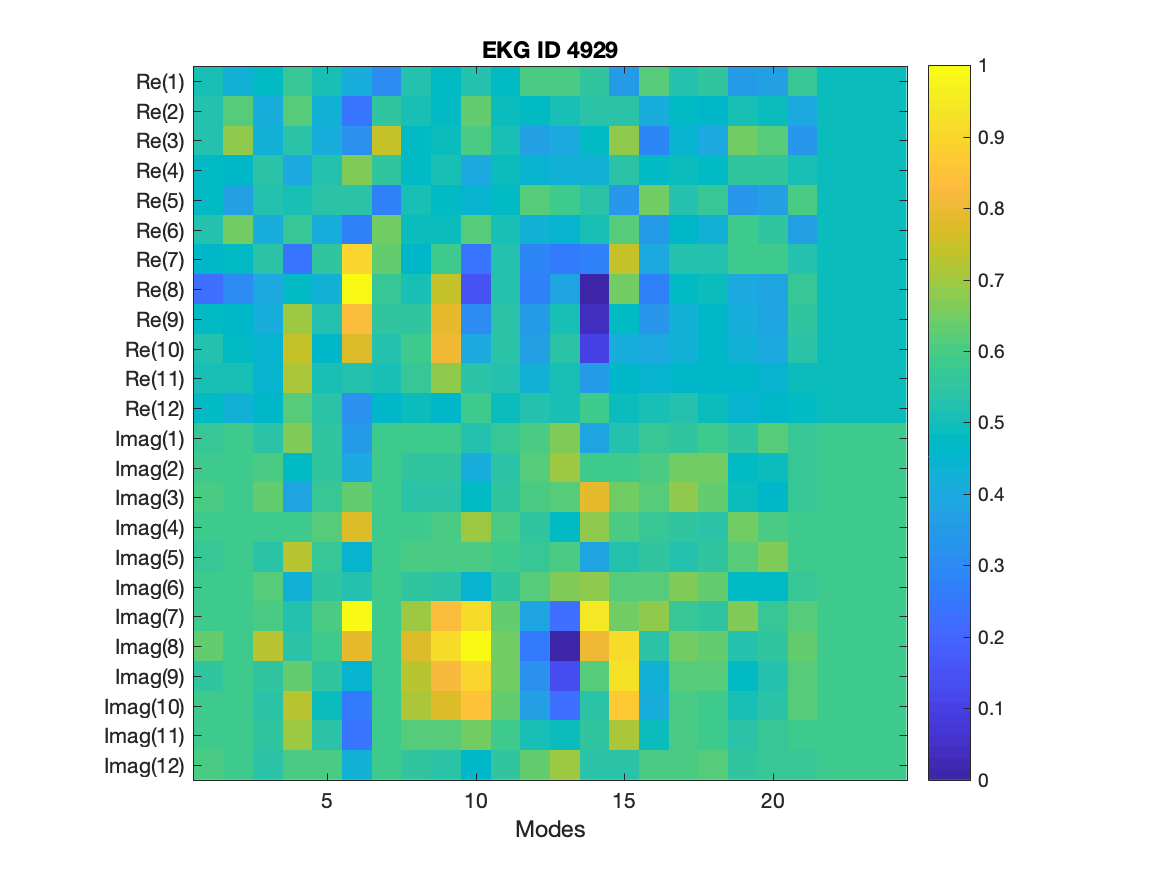 EKG ID 4929
Re(1)
Re(2)
Re(3)
Re(4)
Re(5)
Re(6)
Re(7)
Re(8)
Re(9)
Re(10)
Re(11)
Re(12)
Imag(1)
Imag(2)
Imag(3)
Imag(4)
Imag(5)
Imag(6)
Imag(7)
Imag(8)
Imag(9)
Imag(10)
Imag(11)
Imag(12)
5 10 15 20
Modes
1
0.9
0.8
0.7
0.6
0.5
0.4
0.3
0.2
0.1
0